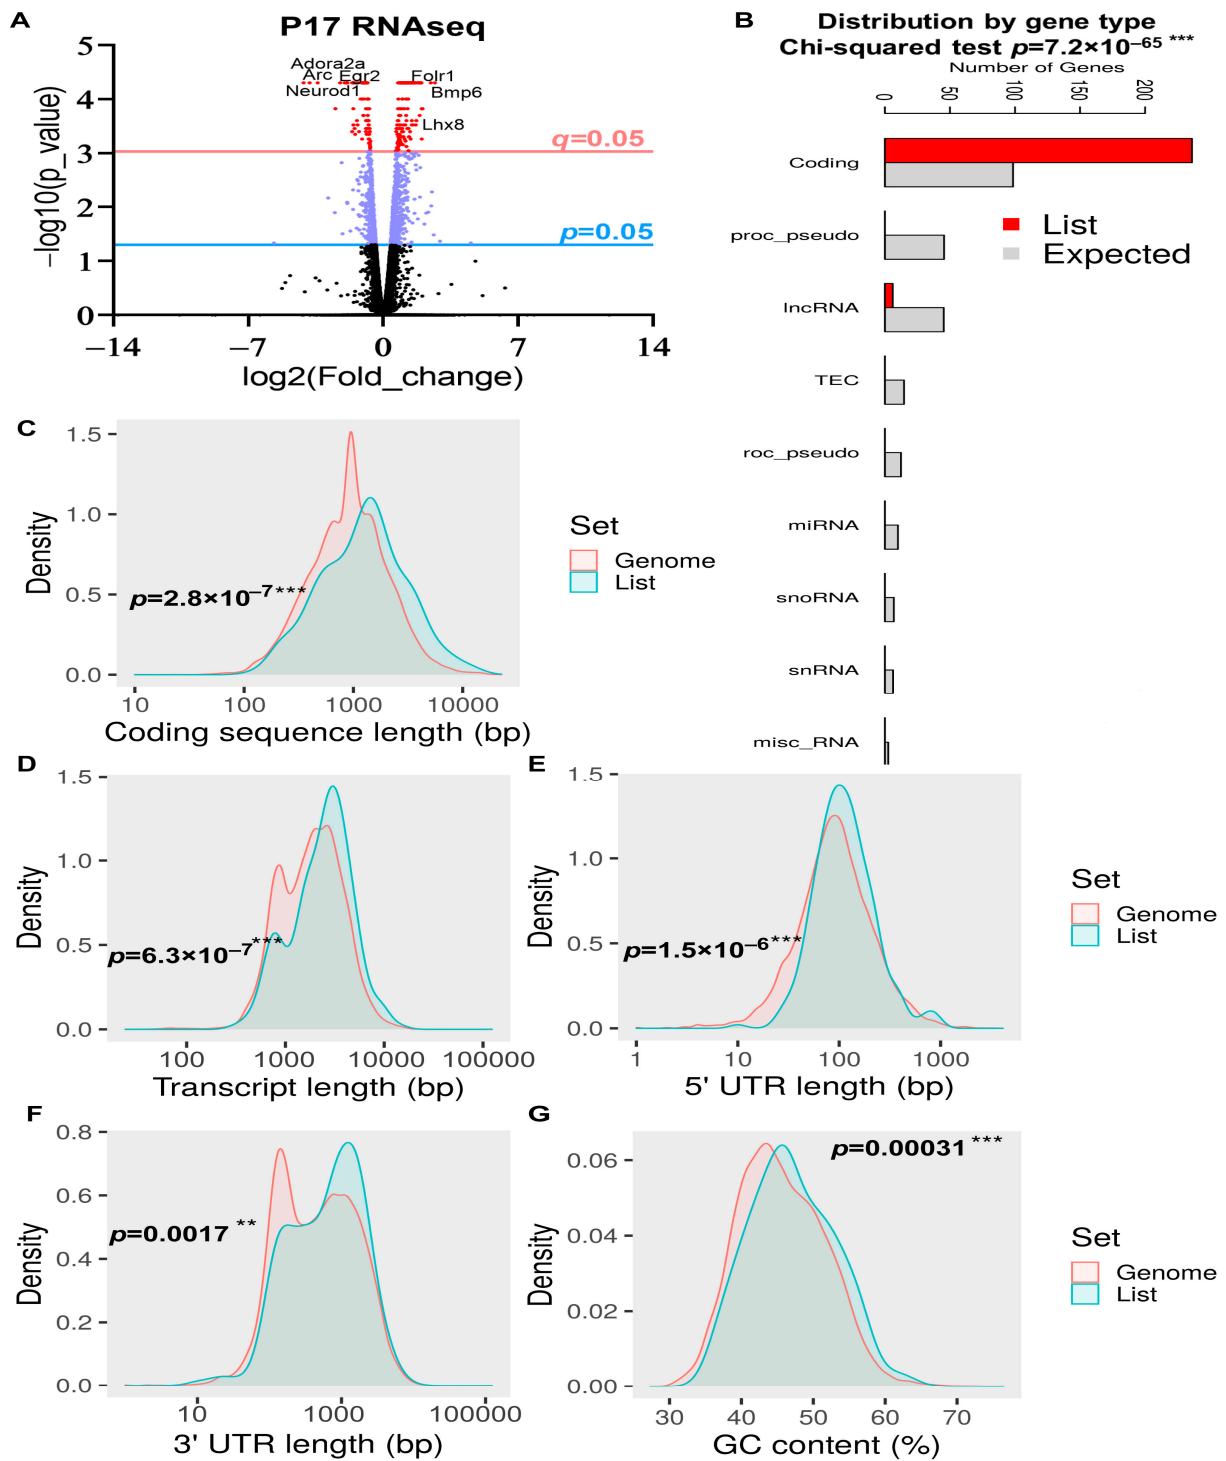 A
P17 RNAseq
5
4
3
2
1
0
−14
−7
0
7
14
−log10(p_value)
log2(Fold_change)
Adora2a
Arc Egr2
Neurod1
Folr1
Bmp6
Lhx8
q=0.05
p=0.05
B
Distribution by gene type
Chi-squared test p=7.2×10–65 ***
Number of Genes
0
50
100
200
Coding
proc_pseudo
lncRNA
TEC
roc_pseudo
miRNA
snoRNA
snRNA
misc_RNA
List
Expected
C
1.5
1.0
0.5
0.0
Density
p=2.8×10–7***
10
100
1000
10000
Coding sequence length (bp)
Set
Genome
List
D
1.5
1.0
0.5
0.0
Density
p=6.3×10–7***
100
1000
10000
100000
Transcript length (bp)
E
1.5
1.0
0.5
0.0
Density
p=1.5×10–6***
1
10
100
1000
5' UTR length (bp)
Set
Genome
List
F
0.8
0.6
0.4
0.2
0.0
Density
p=0.0017 **
10
1000
100000
3' UTR length (bp)
G
0.06
0.04
0.02
0.00
Density
p=0.00031 ***
30
40
50
60
70
GC content (%)
Set
Genome
List